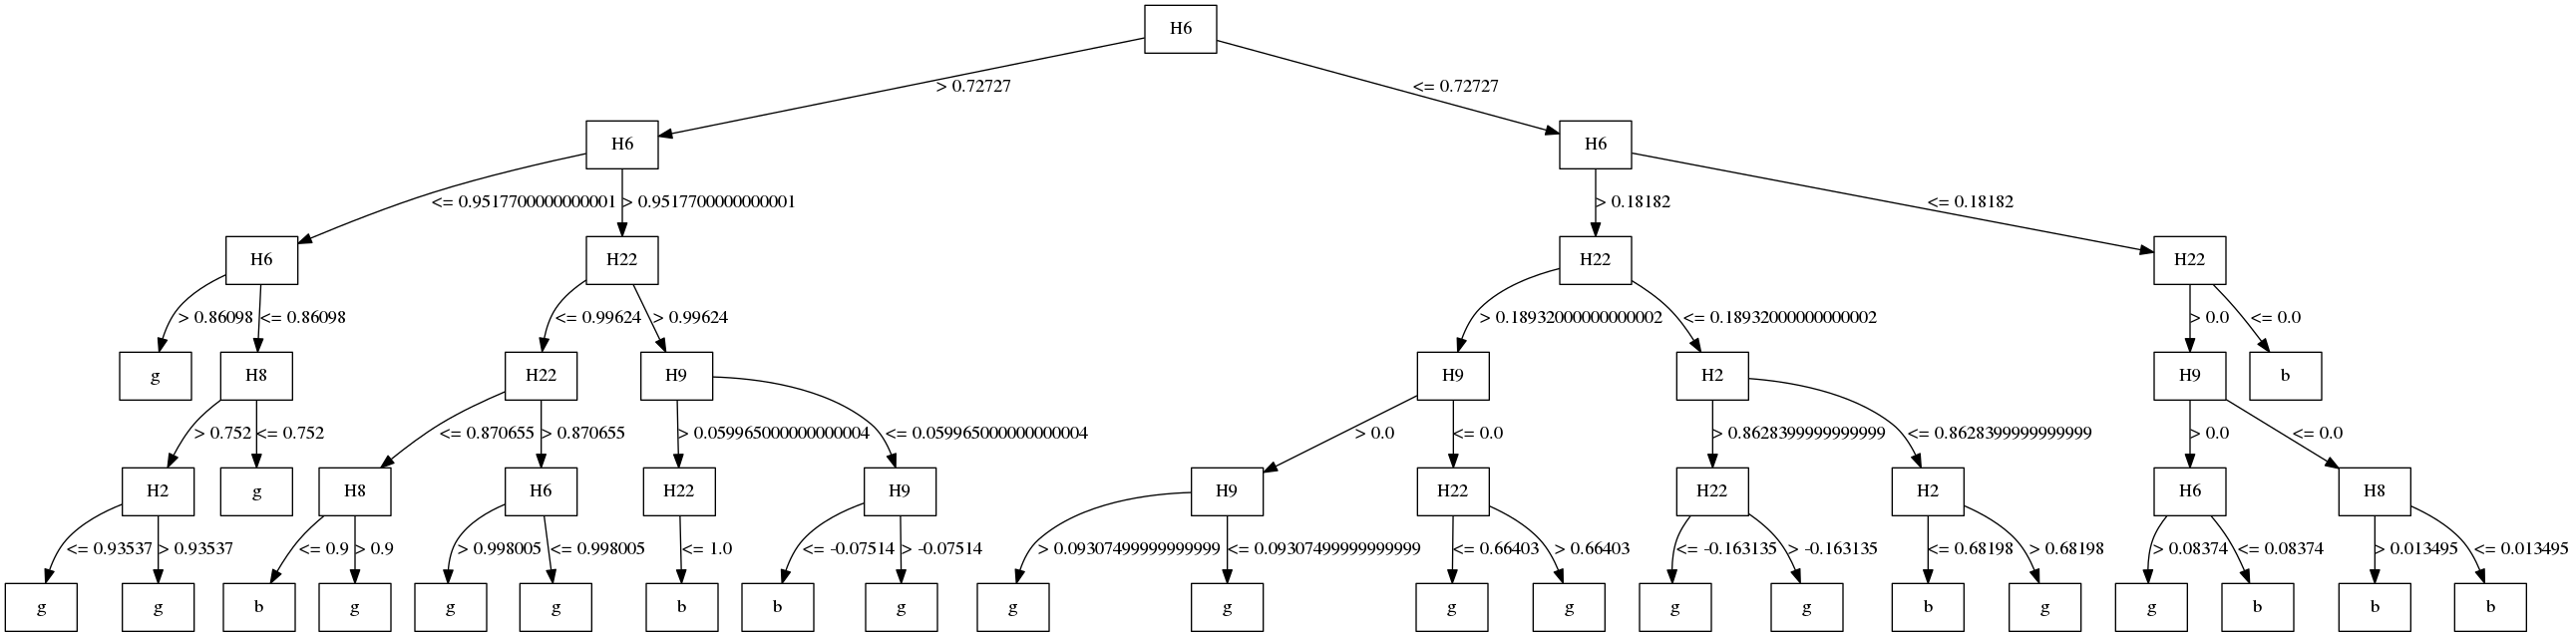 H6
> 0.72727
<= 0.72727
H6
H6
<= 0.9517700000000001
> 0.9517700000000001
> 0.18182
<= 0.18182
H6
H22
H22
H22
> 0.86098
<= 0.86098
<= 0.99624
> 0.99624
> 0.18932000000000002
<= 0.18932000000000002
> 0.0
<= 0.0
g
H8
H22
H9
H9
H2
H9
b
> 0.752
<= 0.752
<= 0.870655
> 0.870655
> 0.059965000000000004
<= 0.059965000000000004
> 0.0
<= 0.0
> 0.8628399999999999
<= 0.8628399999999999
> 0.0
<= 0.0
H2
g
H8
H6
H22
H9
H9
H22
H22
H2
H6
H8
<= 0.93537
> 0.93537
<= 0.9
> 0.9
> 0.998005
<= 0.998005
<= 1.0
<= -0.07514
> -0.07514
> 0.09307499999999999
<= 0.09307499999999999
<= 0.66403
> 0.66403
<= -0.163135
> -0.163135
<= 0.68198
> 0.68198
> 0.08374
<= 0.08374
> 0.013495
<= 0.013495
g
g
b
g
g
g
b
b
g
g
g
g
g
g
g
b
g
g
b
b
b